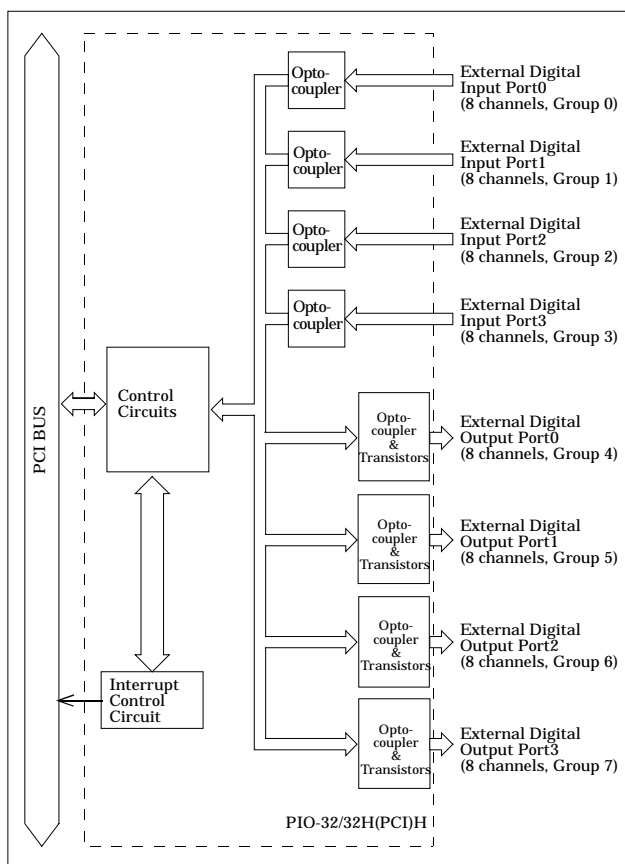 PCI BUS
Control
Circuits
Interrupt
Control
Circuit
Opto-
coupler
External Digital
Input Port0
(8 channels, Group 0)
Opto-
coupler
External Digital
Input Port1
(8 channels, Group 1)
Opto-
coupler
External Digital
Input Port2
(8 channels, Group 2)
Opto-
coupler
External Digital
Input Port3
(8 channels, Group 3)
Opto-
coupler
&
Transistors
External Digital
Output Port0
(8 channels, Group 4)
Opto-
coupler
&
Transistors
External Digital
Output Port1
(8 channels, Group 5)
Opto-
coupler
&
Transistors
External Digital
Output Port2
(8 channels, Group 6)
Opto-
coupler
&
Transistors
External Digital
Output Port3
(8 channels, Group 7)
PIO-32/32H(PCI)H